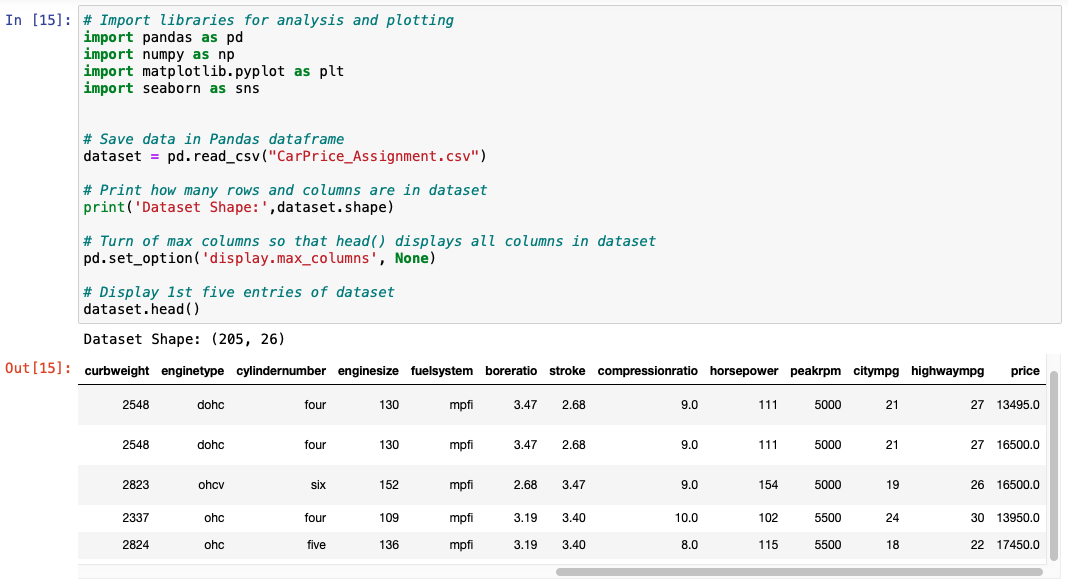 In [15]: # Import libraries for analysis and plotting
import pandas as pd
import numpy as np
import matplotlib.pyplot as plt
import seaborn as sns
# Save data in Pandas dataframe
dataset = pd.read_csv("CarPrice_Assignment.csv")
# Print how many rows and columns are in dataset
print('Dataset Shape:',dataset.shape)
# Turn of max columns so that head() displays all columns in dataset
pd.set_option('display.max_columns', None)
# Display 1st five entries of dataset
dataset.head()
Dataset Shape: (205, 26)
Out[15]: curbweight enginetype cylindernumber enginesize fuelsystem boreratio stroke compressionratio horsepower peakrpm citympg highwaympg price
2548 dohc four 130 mpfi 3.47 2.68 9.0 111 5000 21 27 13495.0
2548 dohc four 130 mpfi 3.47 2.68 9.0 111 5000 21 27 16500.0
2823 ohcv six 152 mpfi 2.68 3.47 9.0 154 5000 19 26 16500.0
2337 ohc four 109 mpfi 3.19 3.40 10.0 102 5500 24 30 13950.0
2824 ohc five 136 mpfi 3.19 3.40 8.0 115 5500 18 22 17450.0